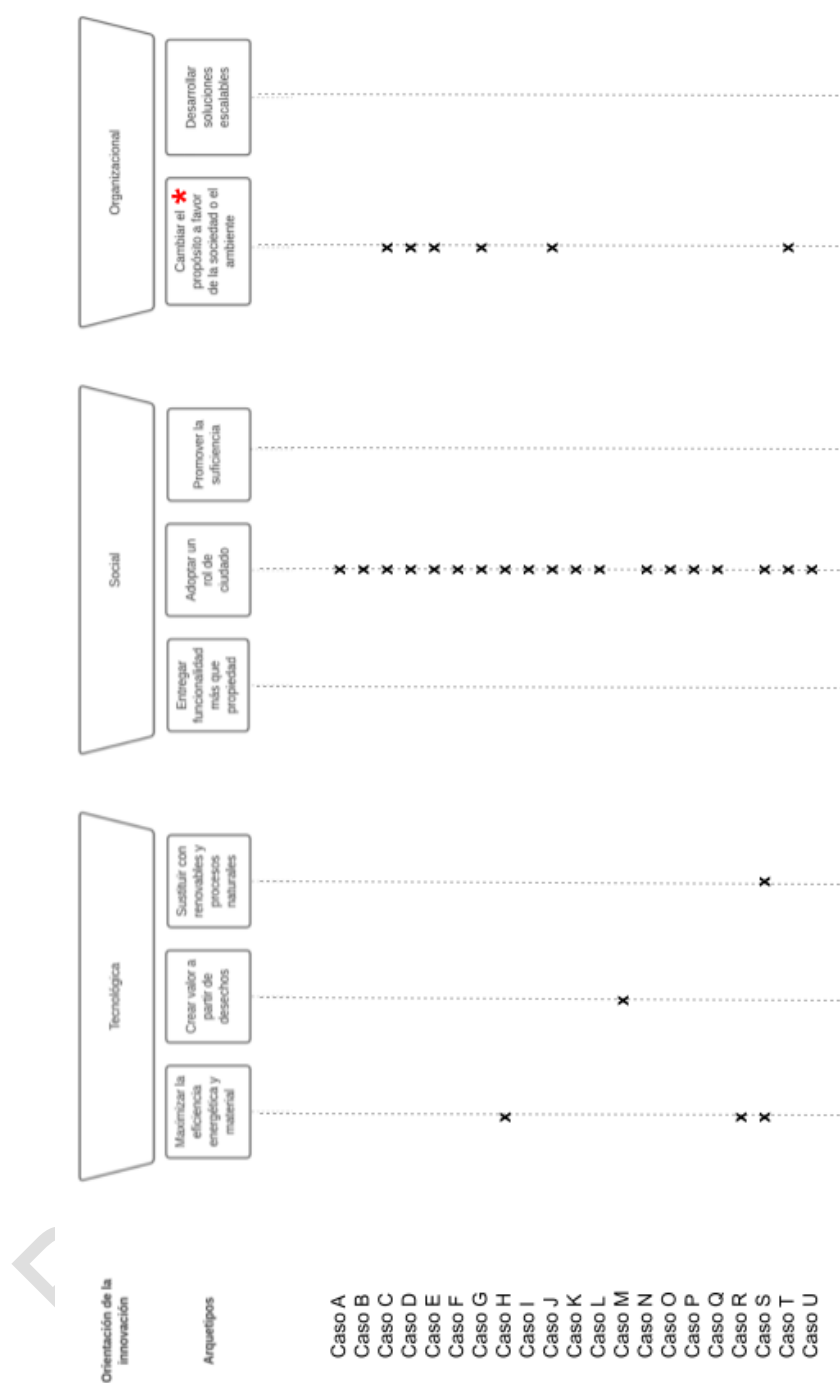 Orientación de la
innovación
Tecnológica
Social
Organizacional
Arquetipos
Maximizar la
eficiencia
energética y
material
Crear valor a
partir de
desechos
Sustituir con
renovables y
procesos
naturales
Entregar
funcionalidad
más que
propiedad
Adoptar un
rol de
ciudado
Promover la
suficiencia
Cambiar el *
propósito a favor
de la sociedad o el
ambiente
Desarrollar
soluciones
escalables
Caso A x
Caso B x
Caso C x x
Caso D x x
Caso E x x
Caso F x
Caso G x x
Caso H x x
Caso I x
Caso J x x
Caso K x
Caso L x
Caso M x
Caso N x
Caso O x
Caso P x
Caso Q x
Caso R x
Caso S x x x
Caso T x x
Caso U x